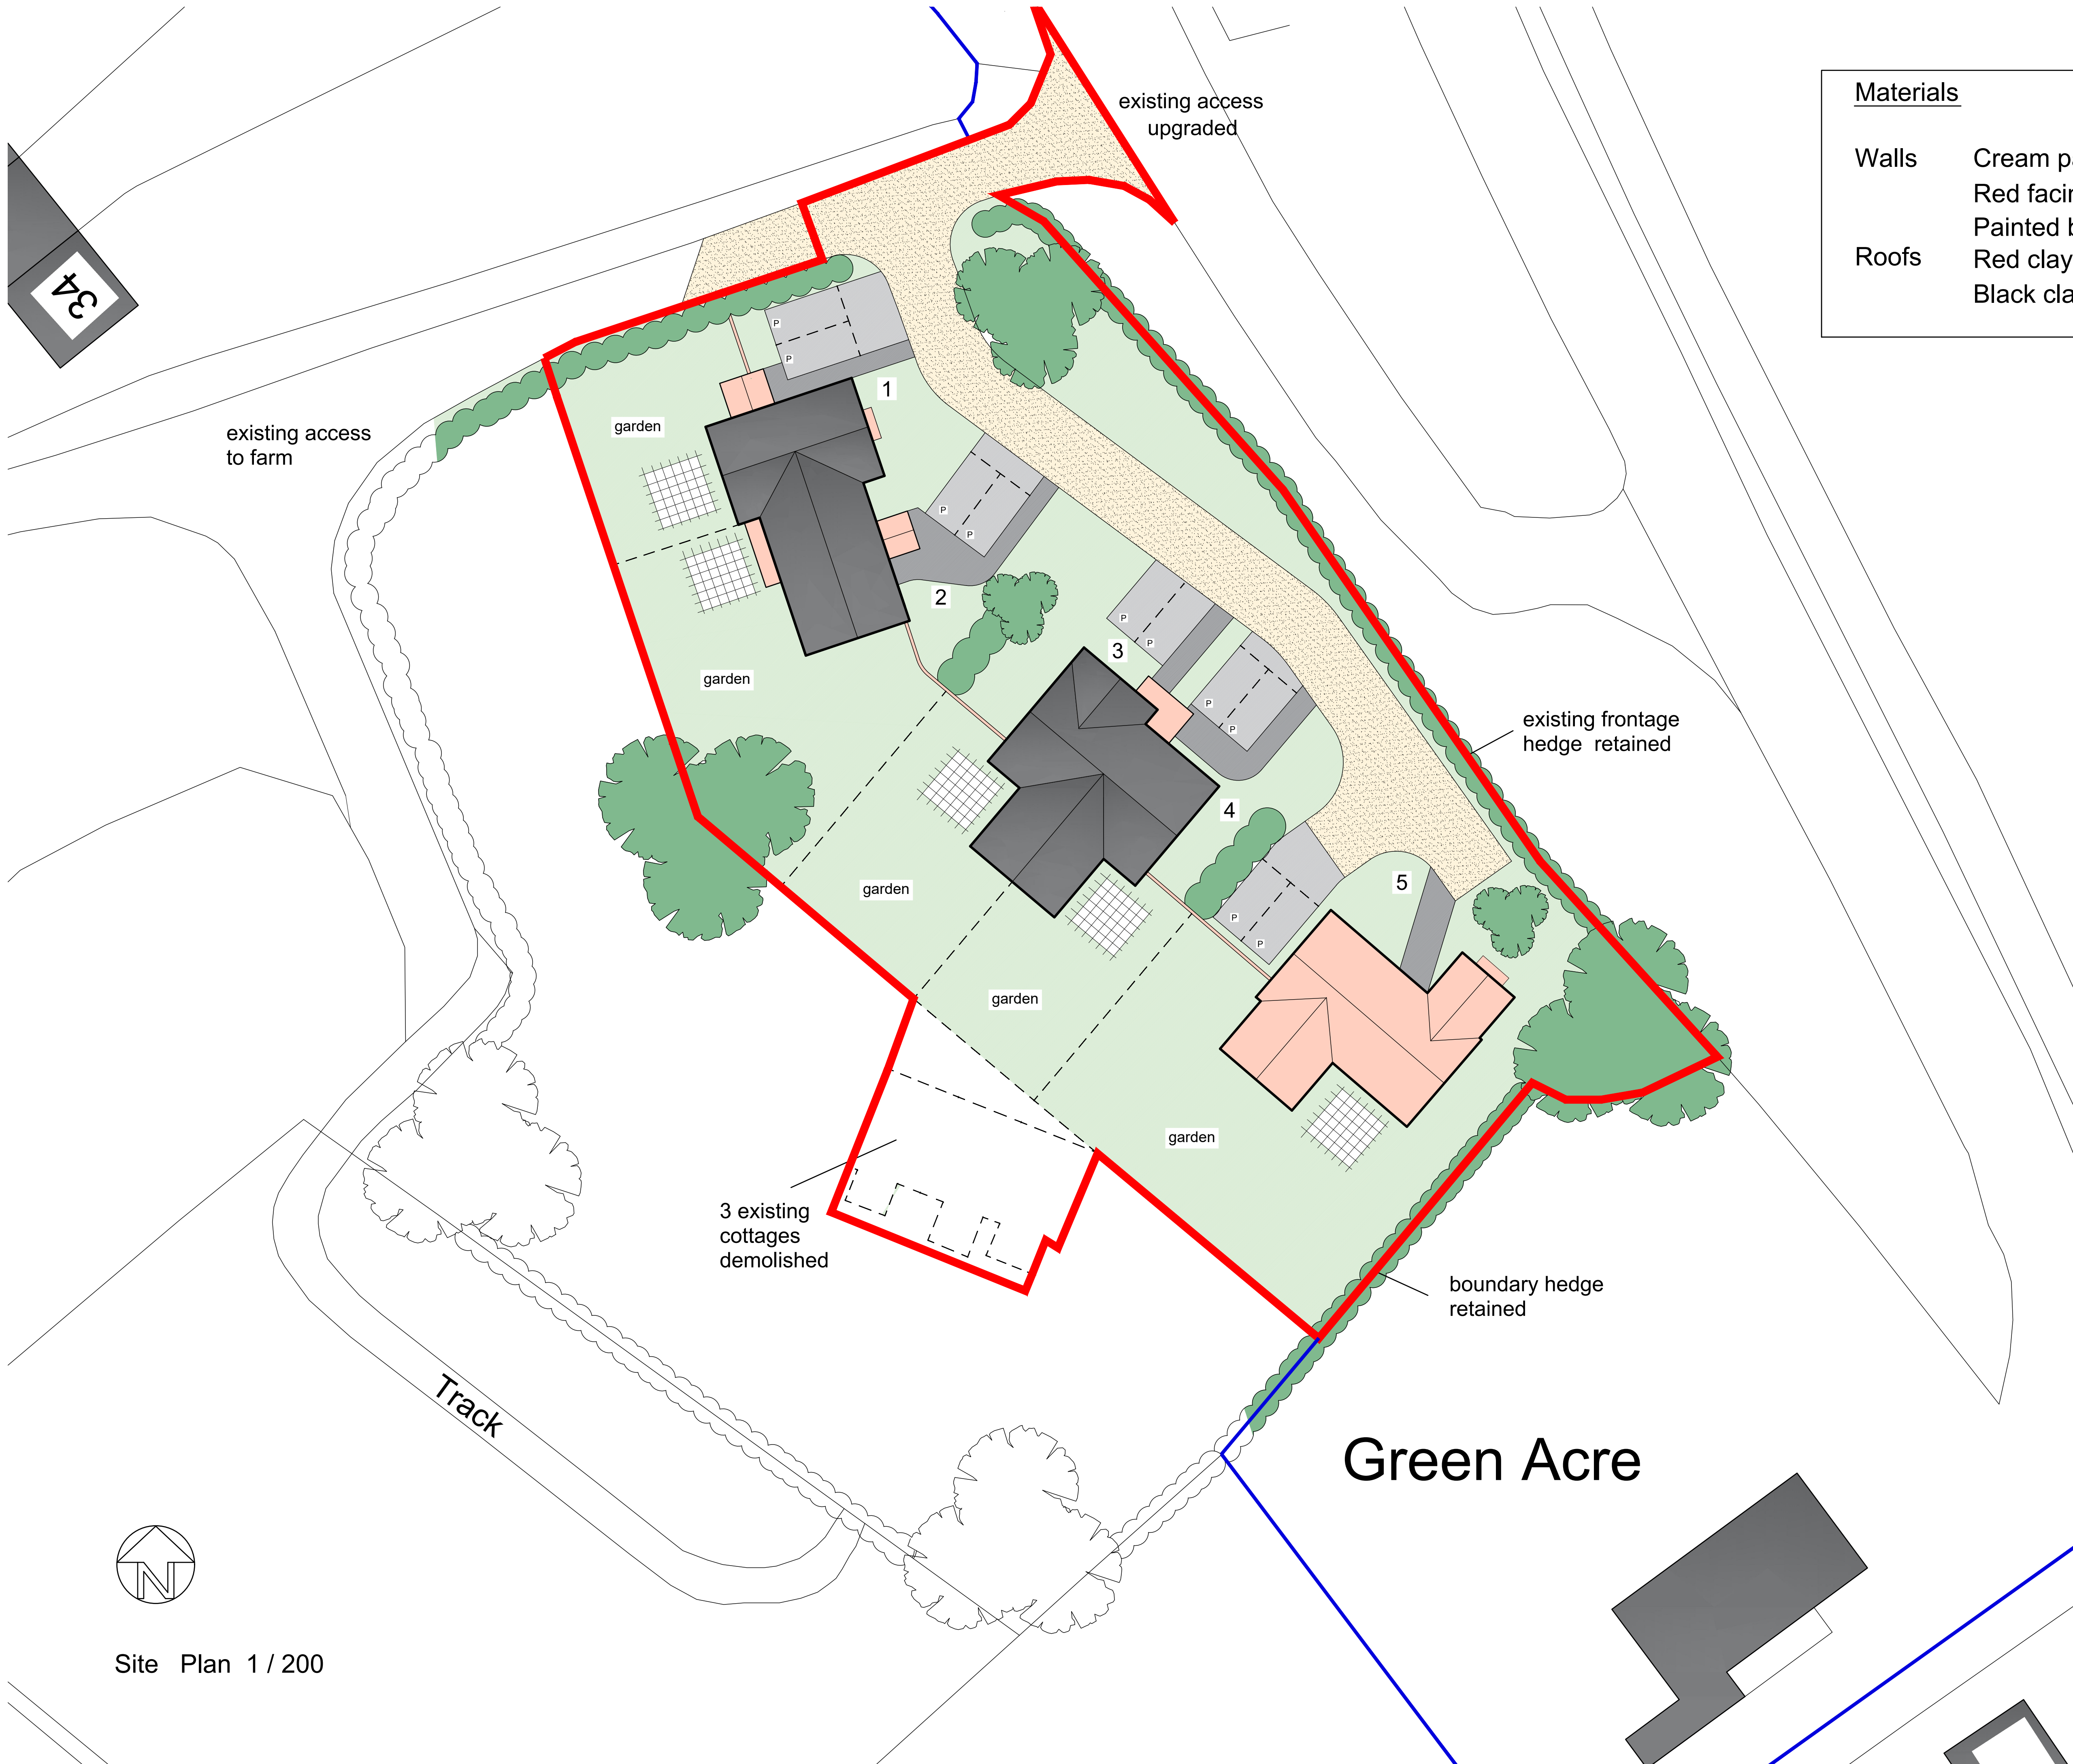 existing access
upgraded
Materials
Walls
Cream
Red
Painted
Roofs
Red clay
Black
34
existing access
to farm
garden
P
P
1
P
P
2
garden
P
P
3
P
P
4
existing frontage
hedge retained
garden
P
P
5
garden
garden
3 existing
cottages
demolished
boundary hedge
retained
Track
Green Acre
N
Site Plan 1 / 200